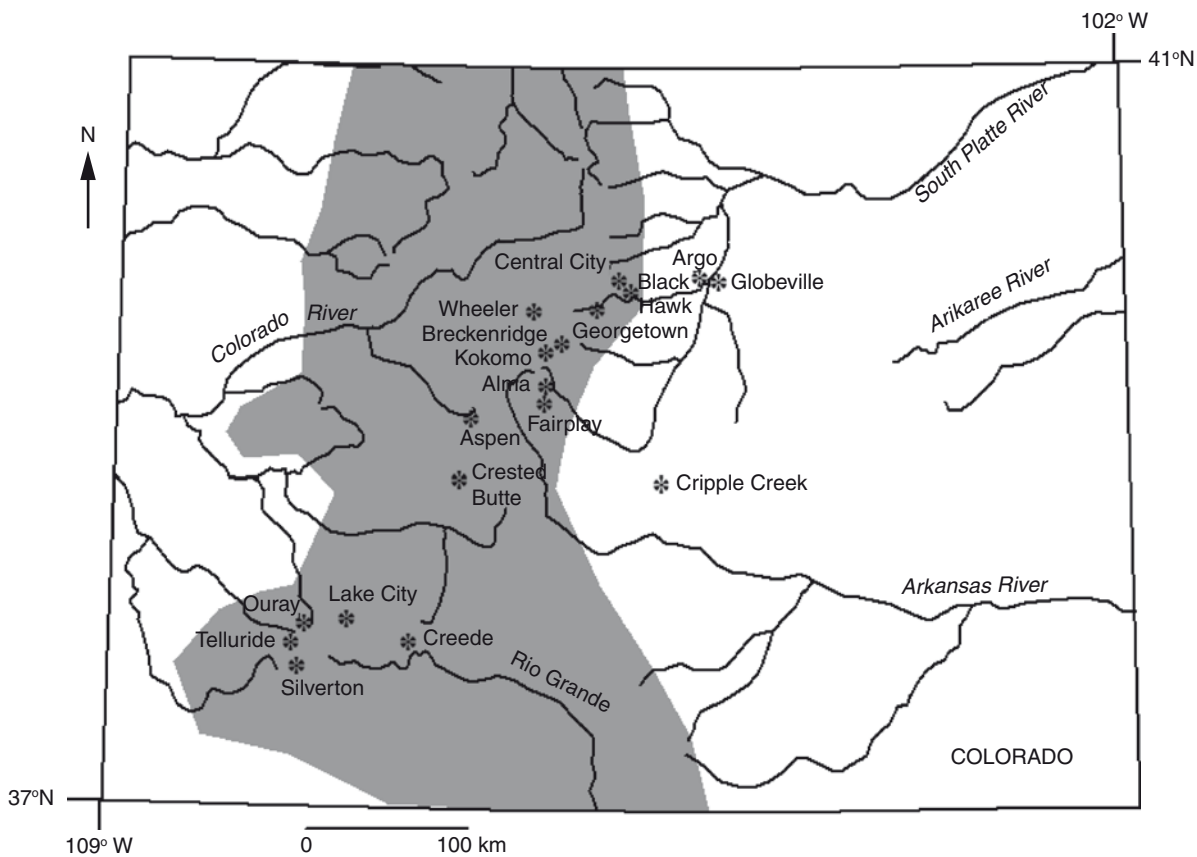 102° W
41°N
N
South Platte River
Argo
Central City
Black
Hawk
Globeville
Arikaree River
Wheeler
Georgetown
Colorado River
Breckenridge
Kokomo
Alma
Fairplay
Aspen
Crested
Butte
Cripple Creek
Arkansas River
Lake City
Ouray
Telluride
Creede
Silverton
Rio Grande
COLORADO
37°N
109° W
0 100 km